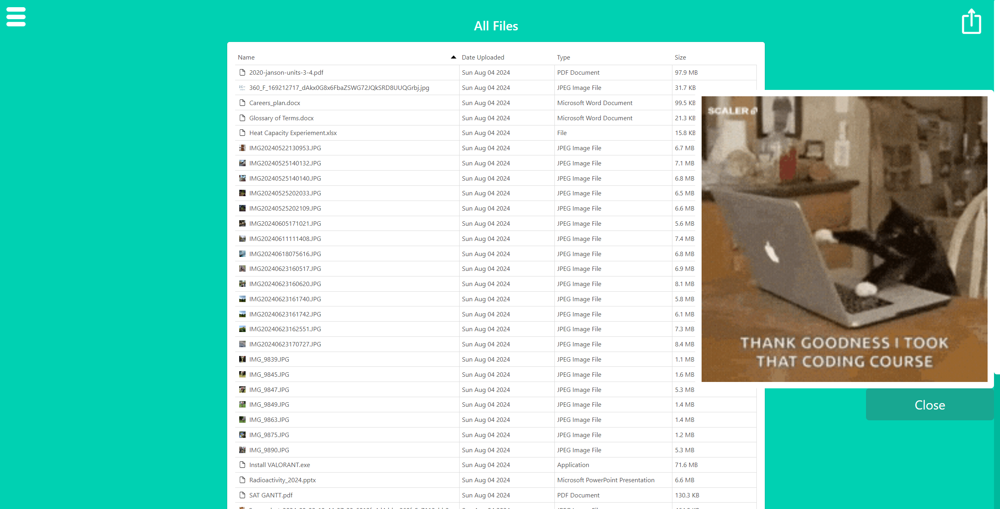 All Files
Name Date Uploaded Type Size
2020-janson-units-3-4.pdf Sun Aug 04 2024 PDF Document 97.9 MB
360_F_169212717_dAkx0G8x6FbaZSWG72JQkSRD8UUQGrbj.jpg Sun Aug 04 2024 JPEG Image File 31.7 KB
Careers_plan.docx Sun Aug 04 2024 Microsoft Word Document 99.5 KB
Glossary of Terms.docx Sun Aug 04 2024 Microsoft Word Document 21.3 KB
Heat Capacity Experiement.xlsx Sun Aug 04 2024 File 15.8 KB
IMG20240522130953.JPG Sun Aug 04 2024 JPEG Image File 6.7 MB
IMG20240525140132.JPG Sun Aug 04 2024 JPEG Image File 7.1 MB
IMG20240525140140.JPG Sun Aug 04 2024 JPEG Image File 6.8 MB
IMG20240525202033.JPG Sun Aug 04 2024 JPEG Image File 6.5 MB
IMG20240525202109.JPG Sun Aug 04 2024 JPEG Image File 6.6 MB
IMG20240605171021.JPG Sun Aug 04 2024 JPEG Image File 5.6 MB
IMG20240611111408.JPG Sun Aug 04 2024 JPEG Image File 7.4 MB
IMG20240618075616.JPG Sun Aug 04 2024 JPEG Image File 6.8 MB
IMG20240623160517.JPG Sun Aug 04 2024 JPEG Image File 6.9 MB
IMG20240623160620.JPG Sun Aug 04 2024 JPEG Image File 8.1 MB
IMG20240623161740.JPG Sun Aug 04 2024 JPEG Image File 5.8 MB
IMG20240623161742.JPG Sun Aug 04 2024 JPEG Image File 6.1 MB
IMG20240623162551.JPG Sun Aug 04 2024 JPEG Image File 7.3 MB
IMG20240623170727.JPG Sun Aug 04 2024 JPEG Image File 8.4 MB
IMG_9839.JPG Sun Aug 04 2024 JPEG Image File 1.1 MB
IMG_9845.JPG Sun Aug 04 2024 JPEG Image File 1.6 MB
IMG_9847.JPG Sun Aug 04 2024 JPEG Image File 5.3 MB
IMG_9849.JPG Sun Aug 04 2024 JPEG Image File 1.4 MB
IMG_9863.JPG Sun Aug 04 2024 JPEG Image File 1.4 MB
IMG_9875.JPG Sun Aug 04 2024 JPEG Image File 1.2 MB
IMG_9890.JPG Sun Aug 04 2024 JPEG Image File 5.3 MB
Install VALORANT.exe Sun Aug 04 2024 Application 71.6 MB
Radioactivity_2024.pptx Sun Aug 04 2024 Microsoft PowerPoint Presentation 6.6 MB
SAT GANTT.pdf Sun Aug 04 2024 PDF Document 130.3 KB
SCALER
THANK GOODNESS I TOOK
THAT CODING COURSE
Close